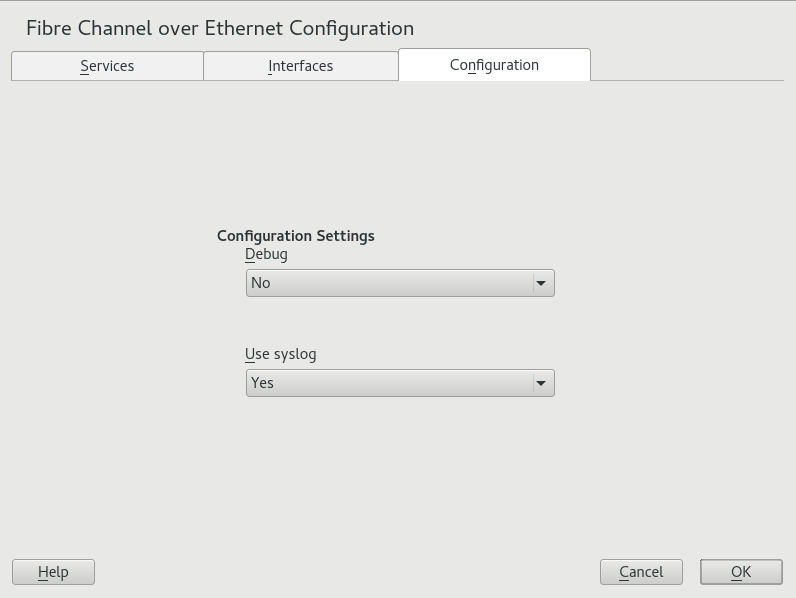 Fibre Channel over Ethernet Configuration
Services Interfaces Configuration
Configuration Settings
Debug
No
Use syslog
Yes
Help Cancel OK